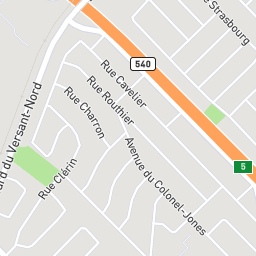 e Strasbourg
540
Rue Cavelier
Rue Routhier
Rue Charron
ard du Versant-Nord
Avenue du Colonel-Jones
Rue Clérin
5